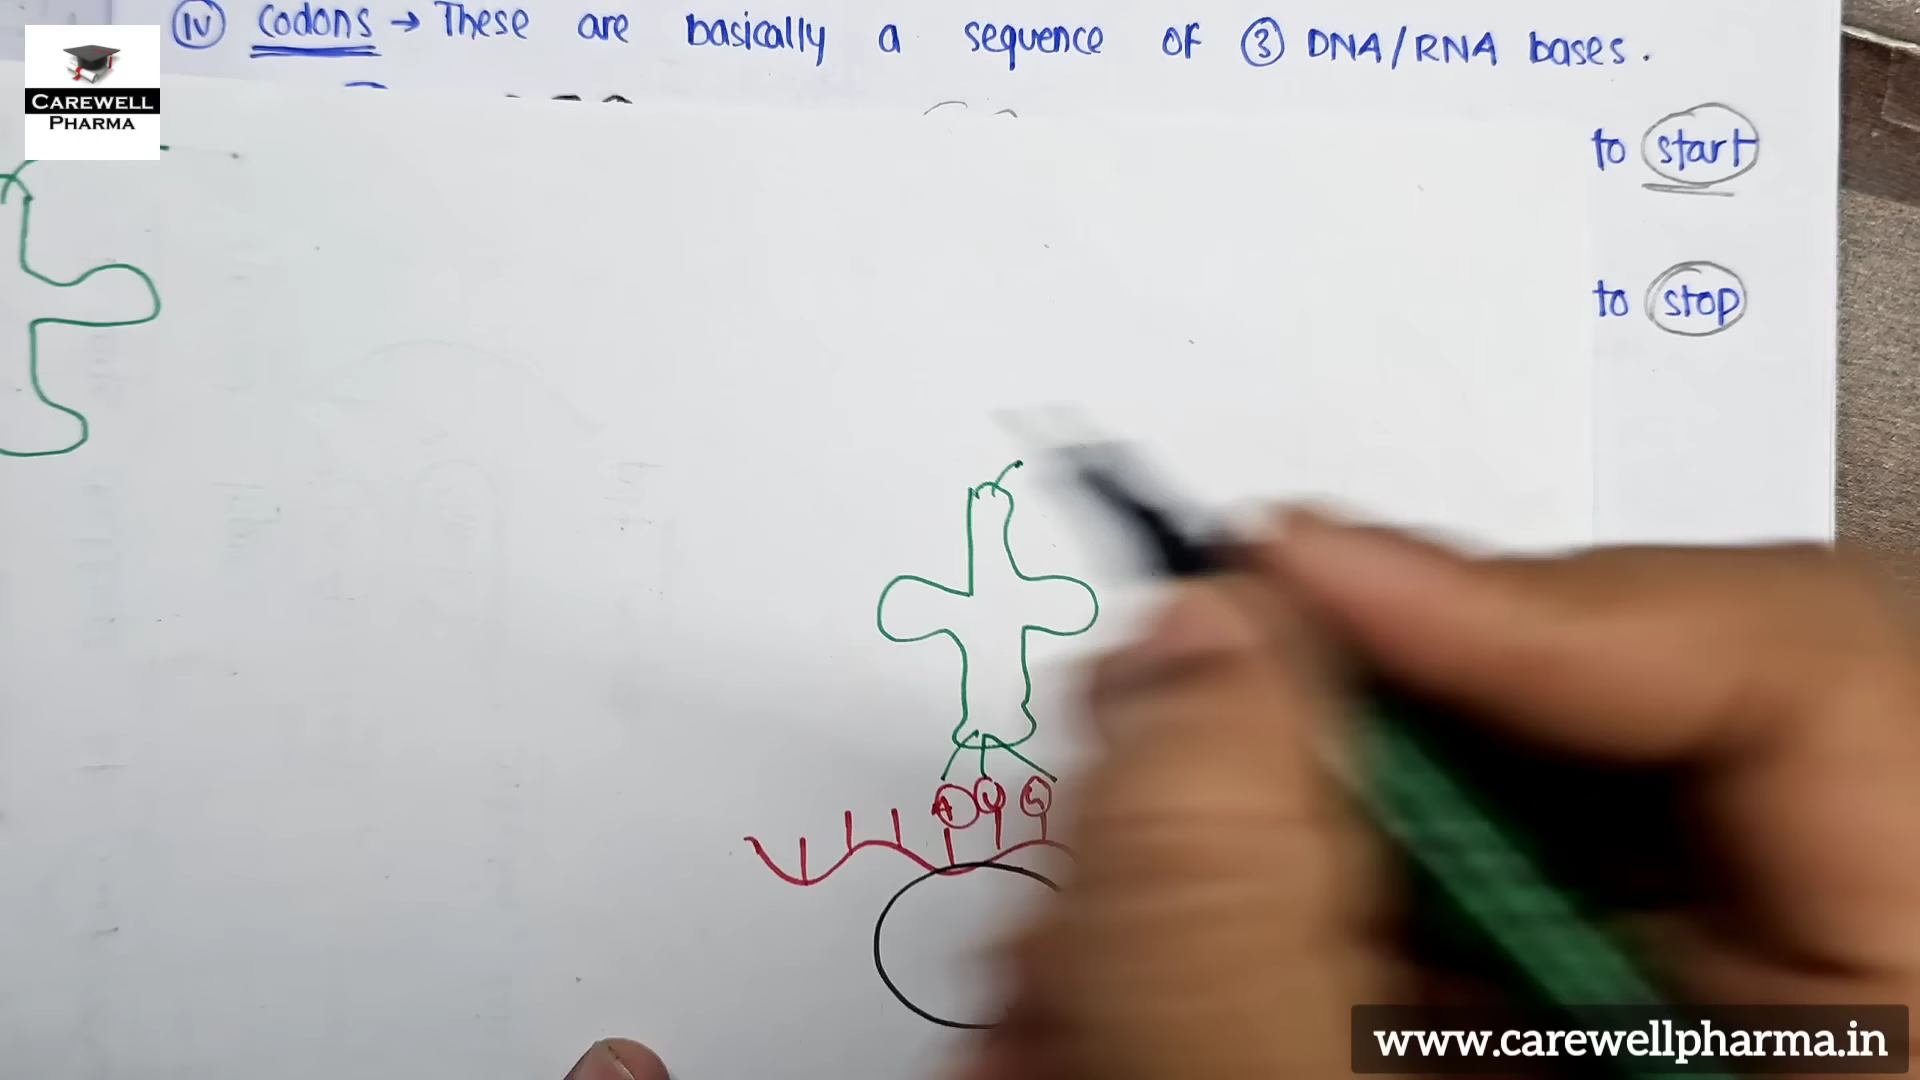 iv Codons → These are basically a sequence of 3 DNA/RNA bases.
CAREWELL
PHARMA
to start
to stop
A U G
www.carewellpharma.in